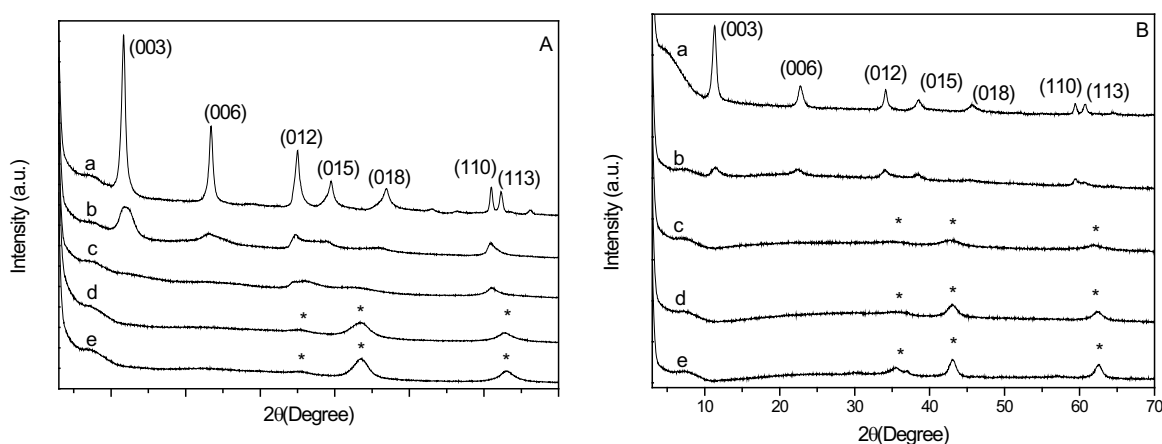 A
(003)
(006)
(012)
(015)
(018)
(110)
(113)
a
b
c
d
* * *
e
* * *
Intensity (a.u.)
2θ(Degree)
B
a
(003)
(006)
(012)
(015)
(018)
(110)
(113)
b
c
* * *
d
* * *
e
* * *
Intensity (a.u.)
10 20 30 40 50 60 70
2θ(Degree)